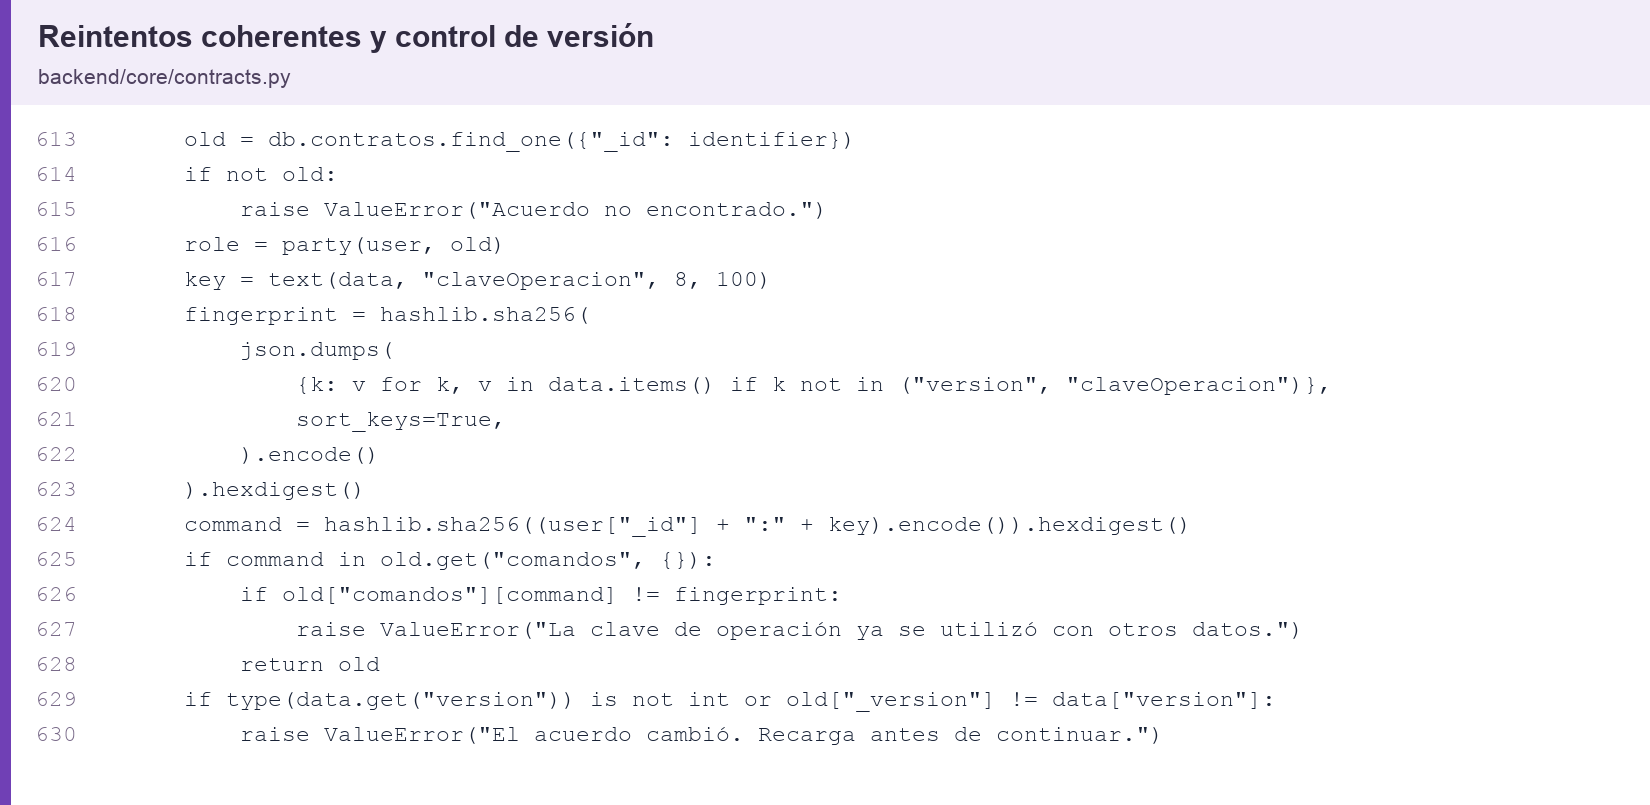 Reintentos coherentes y control de versión
backend/core/contracts.py
613 old = db.contratos.find_one({"_id": identifier})
614 if not old:
615 raise ValueError("Acuerdo no encontrado.")
616 role = party(user, old)
617 key = text(data, "claveOperacion", 8, 100)
618 fingerprint = hashlib.sha256(
619 json.dumps(
620 {k: v for k, v in data.items() if k not in ("version", "claveOperacion")},
621 sort_keys=True,
622 ).encode()
623 ).hexdigest()
624 command = hashlib.sha256((user["_id"] + ":" + key).encode()).hexdigest()
625 if command in old.get("comandos", {}):
626 if old["comandos"][command] != fingerprint:
627 raise ValueError("La clave de operación ya se utilizó con otros datos.")
628 return old
629 if type(data.get("version")) is not int or old["_version"] != data["version"]:
630 raise ValueError("El acuerdo cambió. Recarga antes de continuar.")